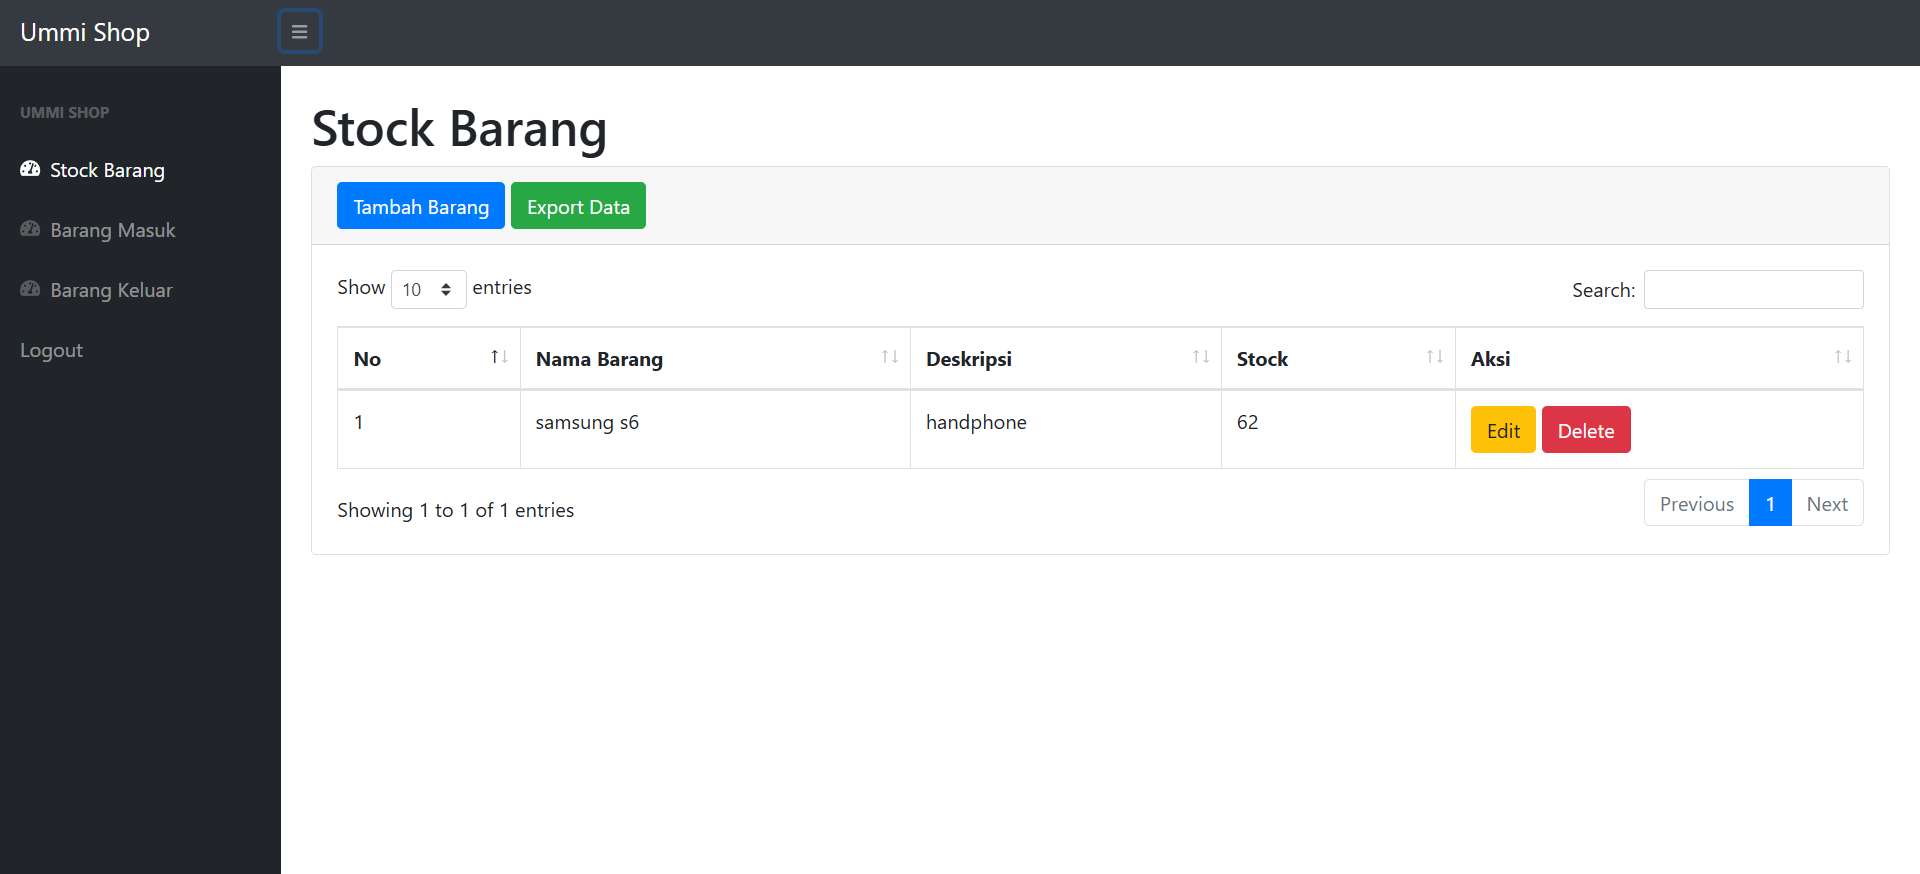 Ummi Shop
UMMI SHOP
Stock Barang
Barang Masuk
Barang Keluar
Logout
Stock Barang
Tambah Barang Export Data
Show 10 entries Search:
No Nama Barang Deskripsi Stock Aksi
1 samsung s6 handphone 62 Edit Delete
Showing 1 to 1 of 1 entries Previous 1 Next